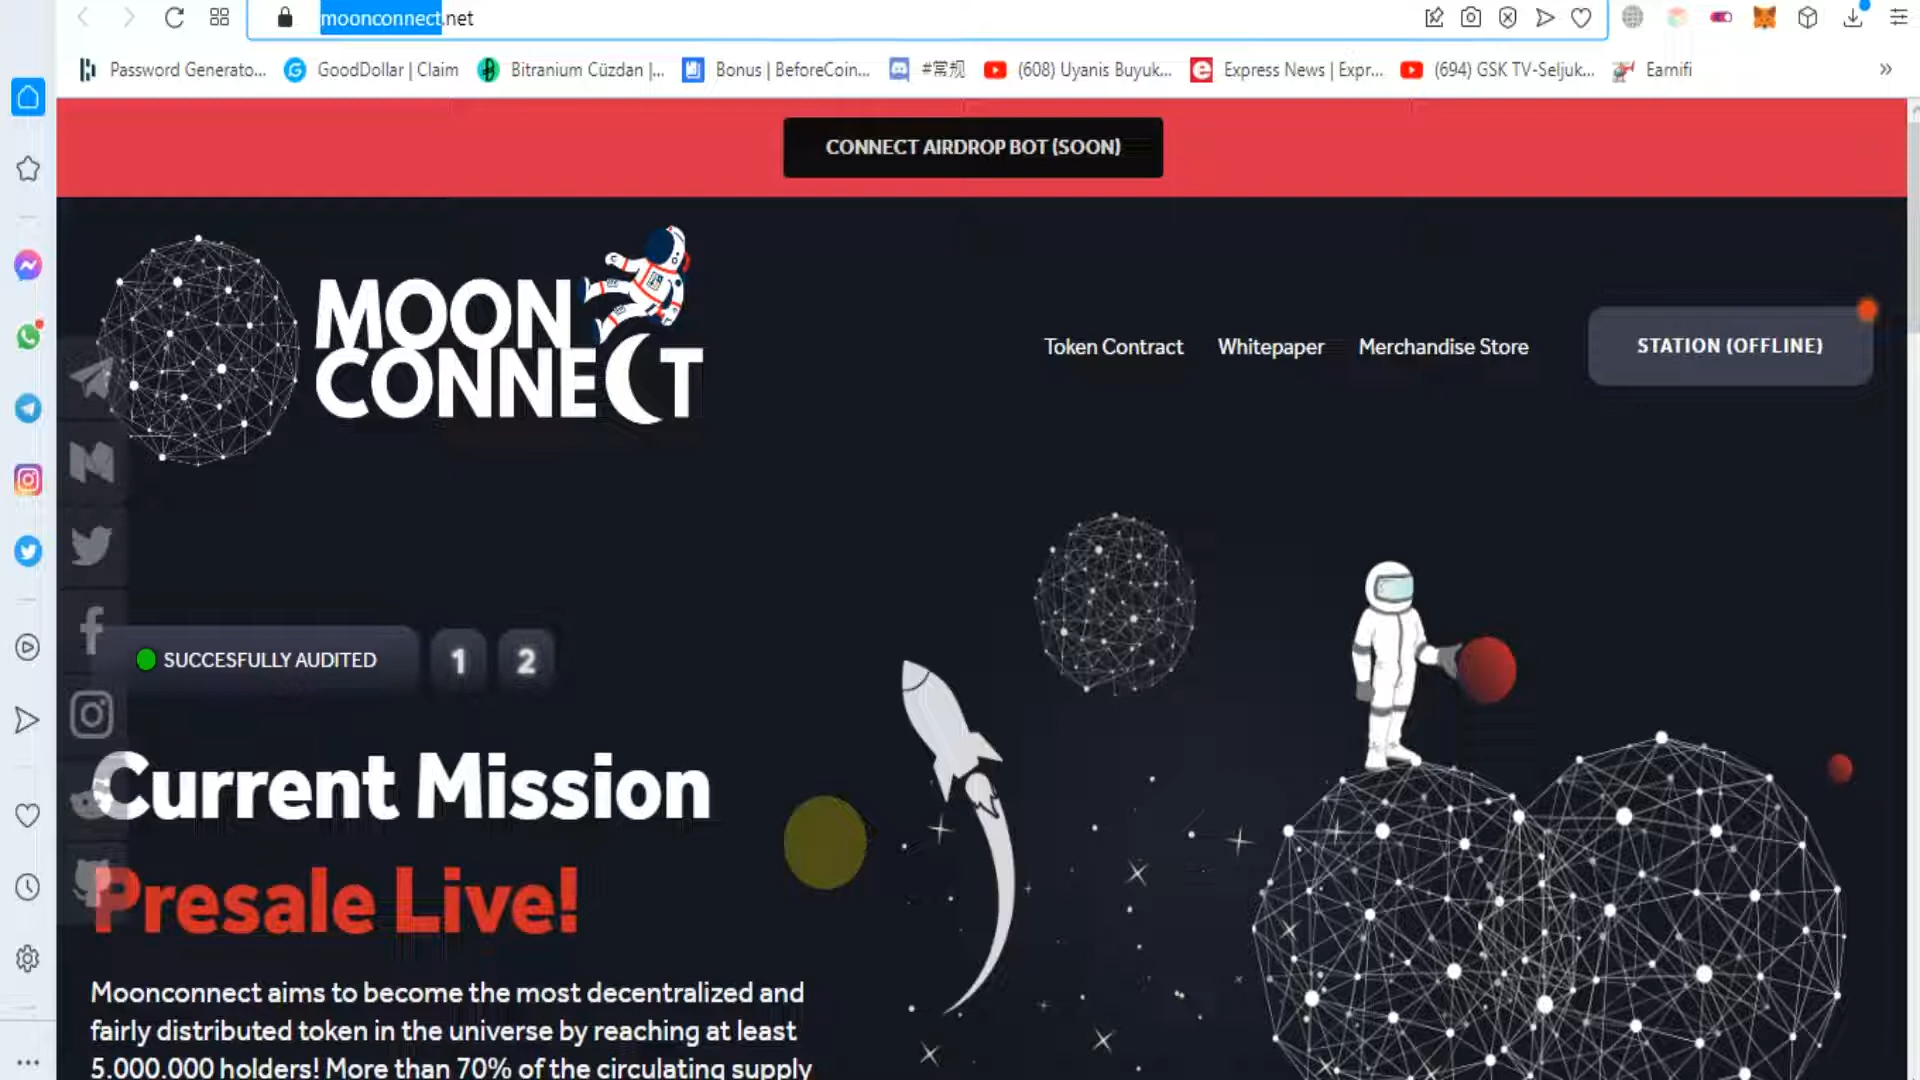 moonconnect.net
Password Generato...
GoodDollar | Claim
Bitranium Cüzdan |...
Bonus | BeforeCoin...
#常规
(608) Uyanis Buyuk...
Express News | Expr...
(694) GSK TV-Seljuk...
Earnifi
CONNECT AIRDROP BOT (SOON)
MOON
CONNECT
Token Contract
Whitepaper
Merchandise Store
STATION (OFFLINE)
SUCCESFULLY AUDITED
1
2
Current Mission
Presale Live!
Moonconnect aims to become the most decentralized and
fairly distributed token in the universe by reaching at least
5.000.000 holders! More than 70% of the circulating supply